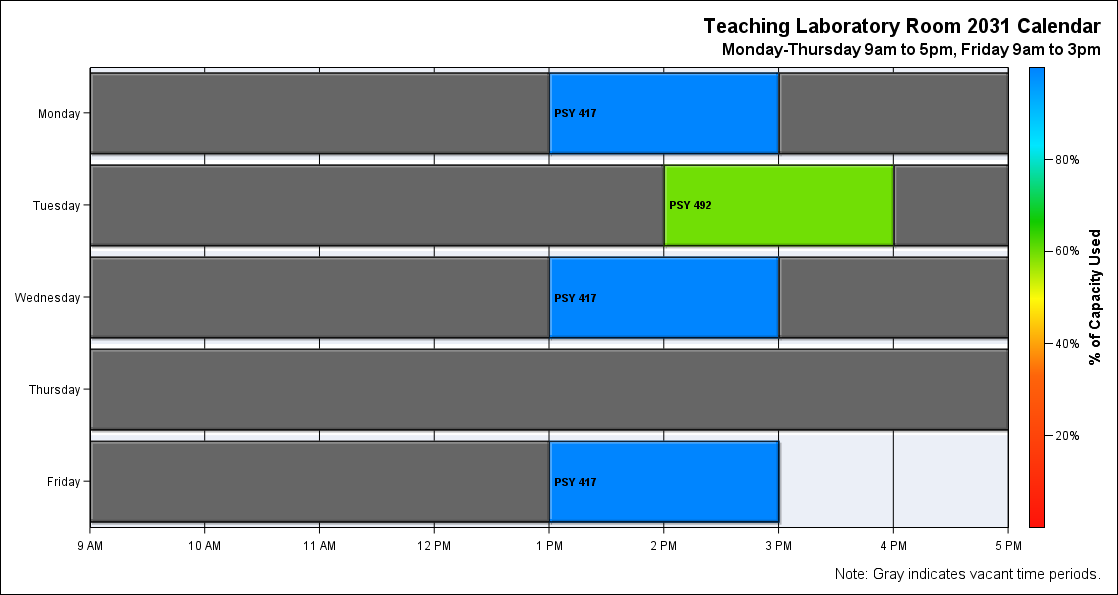 Teaching Laboratory Room 2031 Calendar
Monday-Thursday 9am to 5pm, Friday 9am to 3pm
Monday
PSY 417
Tuesday
PSY 492
Wednesday
PSY 417
Thursday
Friday
PSY 417
9 AM
10 AM
11 AM
12 PM
1 PM
2 PM
3 PM
4 PM
5 PM
80%
60%
40%
20%
% of Capacity Used
Note: Gray indicates vacant time periods.